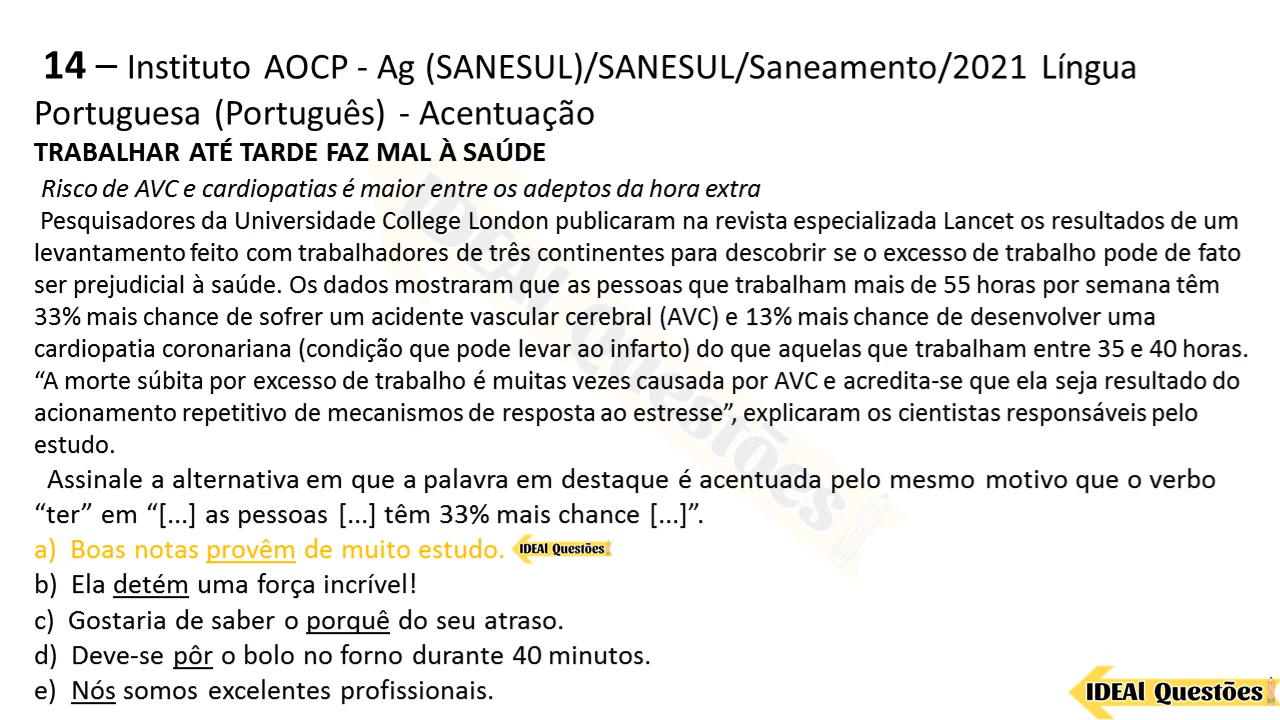 14 – Instituto AOCP - Ag (SANESUL)/SANESUL/Saneamento/2021 Língua
Portuguesa (Português) - Acentuação
TRABALHAR ATÉ TARDE FAZ MAL À SAÚDE
Risco de AVC e cardiopatias é maior entre os adeptos da hora extra
Pesquisadores da Universidade College London publicaram na revista especializada Lancet os resultados de um
levantamento feito com trabalhadores de três continentes para descobrir se o excesso de trabalho pode de fato
ser prejudicial à saúde. Os dados mostraram que as pessoas que trabalham mais de 55 horas por semana têm
33% mais chance de sofrer um acidente vascular cerebral (AVC) e 13% mais chance de desenvolver uma
cardiopatia coronariana (condição que pode levar ao infarto) do que aquelas que trabalham entre 35 e 40 horas.
“A morte súbita por excesso de trabalho é muitas vezes causada por AVC e acredita-se que ela seja resultado do
acionamento repetitivo de mecanismos de resposta ao estresse”, explicaram os cientistas responsáveis pelo
estudo.
Assinale a alternativa em que a palavra em destaque é acentuada pelo mesmo motivo que o verbo
“ter” em “[...] as pessoas [...] têm 33% mais chance [...]”.
a) Boas notas provêm de muito estudo. IDEAl Questões
b) Ela detém uma força incrível!
c) Gostaria de saber o porquê do seu atraso.
d) Deve-se pôr o bolo no forno durante 40 minutos.
e) Nós somos excelentes profissionais.
IDEAl Questões
IDEAl Questões